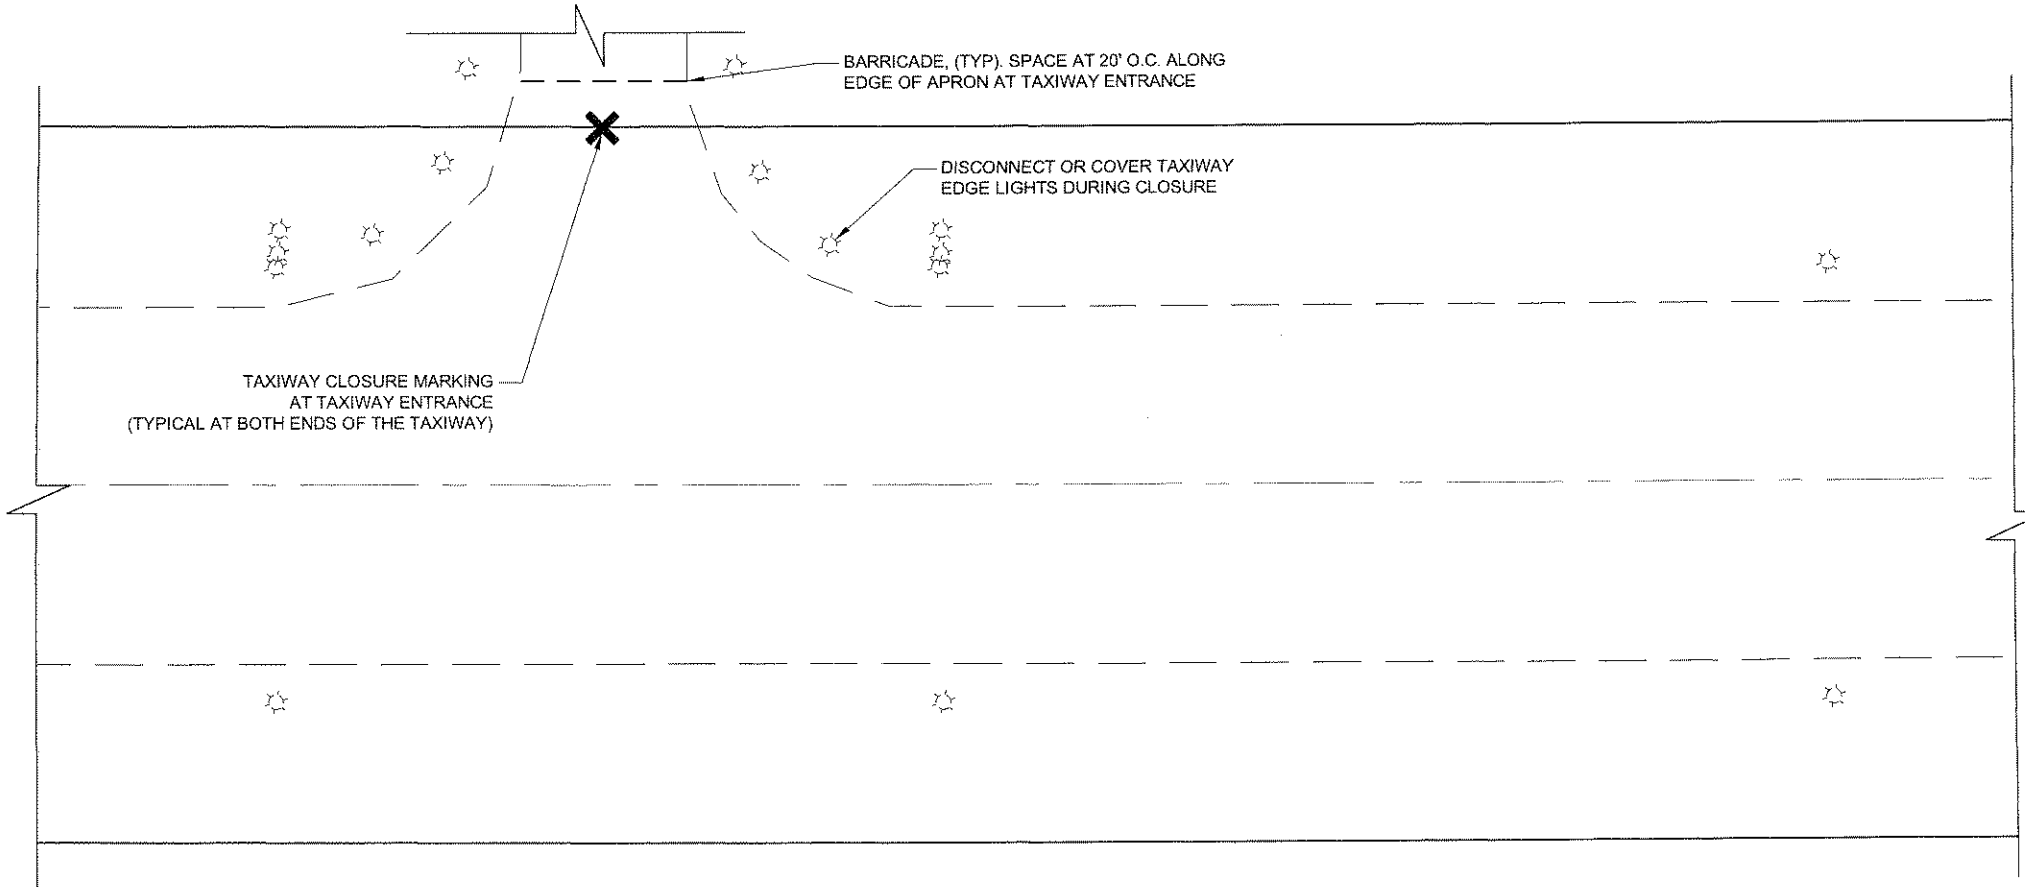 BARRICADE, (TYP). SPACE AT 20' O.C. ALONG
EDGE OF APRON AT TAXIWAY ENTRANCE
DISCONNECT OR COVER TAXIWAY
EDGE LIGHTS DURING CLOSURE
TAXIWAY CLOSURE MARKING
AT TAXIWAY ENTRANCE
(TYPICAL AT BOTH ENDS OF THE TAXIWAY)